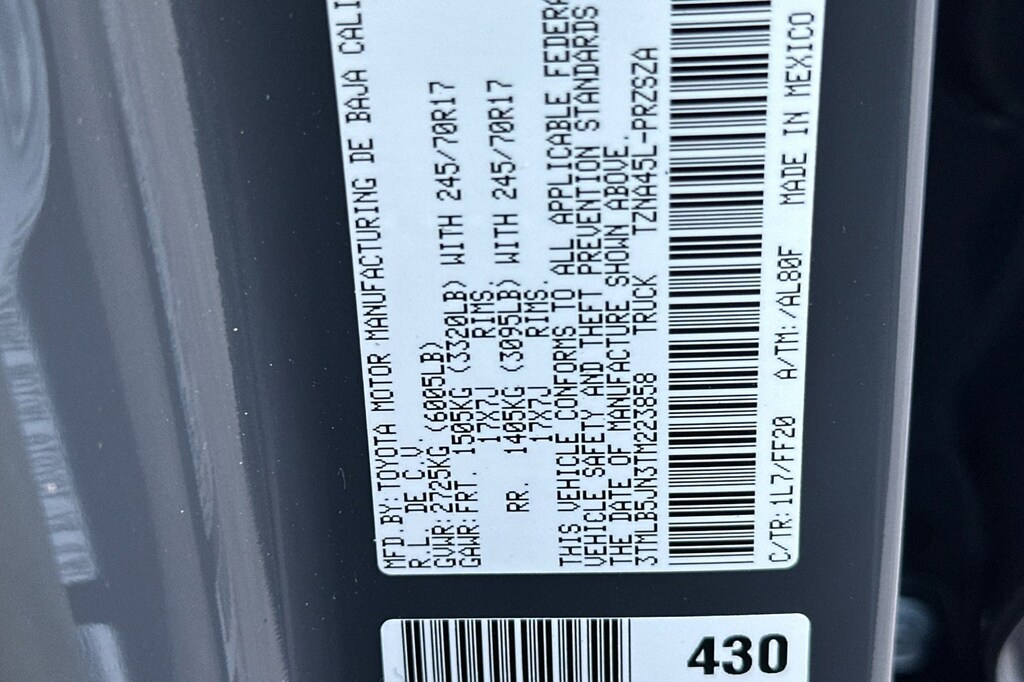 MFD.BY:TOYOTA MOTOR MANUFACTURING DE BAJA CALI
R.L. DE C.V.
GVWR:2725KG (6005LB)
GAWR:FRT. 1505KG (3320LB) WITH 245/70R17
17X7J RIMS,
RR. 1405KG (3095LB) WITH 245/70R17
17X7J RIMS.
THIS VEHICLE CONFORMS TO ALL APPLICABLE FEDERA
VEHICLE SAFETY AND THEFT PREVENTION STANDARDS
THE DATE OF MANUFACTURE SHOWN ABOVE.
3TMLB5JN3TM223858 TRUCK TZNA45L-PRZSZA
C/TR:1L7/FF20 A/TM:/AL80F MADE IN MEXICO
430